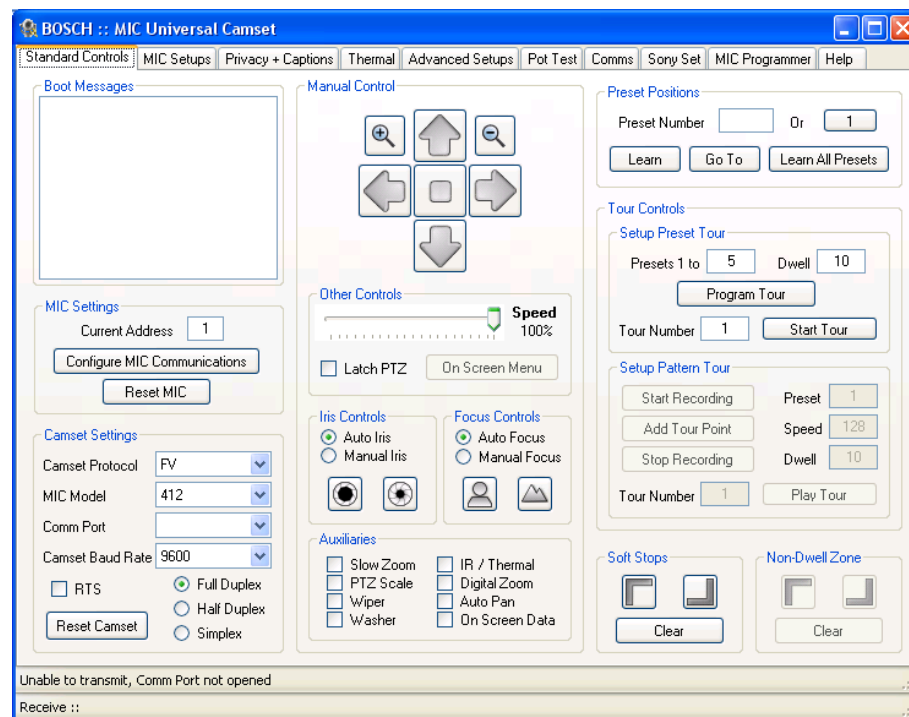 BOSCH :: MIC Universal Camset
Standard Controls MIC Setups Privacy + Captions Thermal Advanced Setups Pot Test Comms Sony Set MIC Programmer Help
Boot Messages
MIC Settings
Current Address 1
Configure MIC Communications
Reset MIC
Camset Settings
Camset Protocol FV
MIC Model 412
Comm Port
Camset Baud Rate 9600
RTS
Full Duplex
Half Duplex
Simplex
Reset Camset
Manual Control
Other Controls
Speed
100%
Latch PTZ
On Screen Menu
Iris Controls
Auto Iris
Manual Iris
Focus Controls
Auto Focus
Manual Focus
Auxiliaries
Slow Zoom
PTZ Scale
Wiper
Washer
IR / Thermal
Digital Zoom
Auto Pan
On Screen Data
Preset Positions
Preset Number Or 1
Learn Go To Learn All Presets
Tour Controls
Setup Preset Tour
Presets 1 to 5 Dwell 10
Program Tour
Tour Number 1 Start Tour
Setup Pattern Tour
Start Recording Preset 1
Add Tour Point Speed 128
Stop Recording Dwell 10
Tour Number 1 Play Tour
Soft Stops
Clear
Non-Dwell Zone
Clear
Unable to transmit, Comm Port not opened
Receive ::